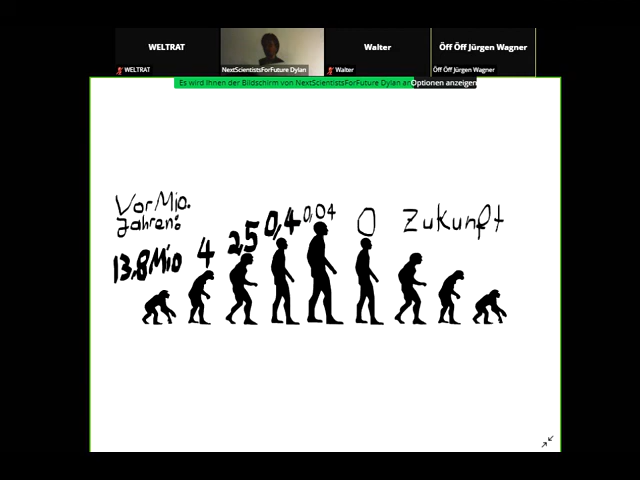 WELTRAT
WELTRAT
NextScientistsForFuture Dylan
Walter
Walter
Öff Öff Jürgen Wagner
Öff Öff Jürgen Wagner
Es wird Ihnen der Bildschirm von NextScientistsForFuture Dylan an
Optionen anzeigen
Vor Mio.
Jahren:
13,8 Mio 4 2,5 0,4 0,04 0 Zukunft